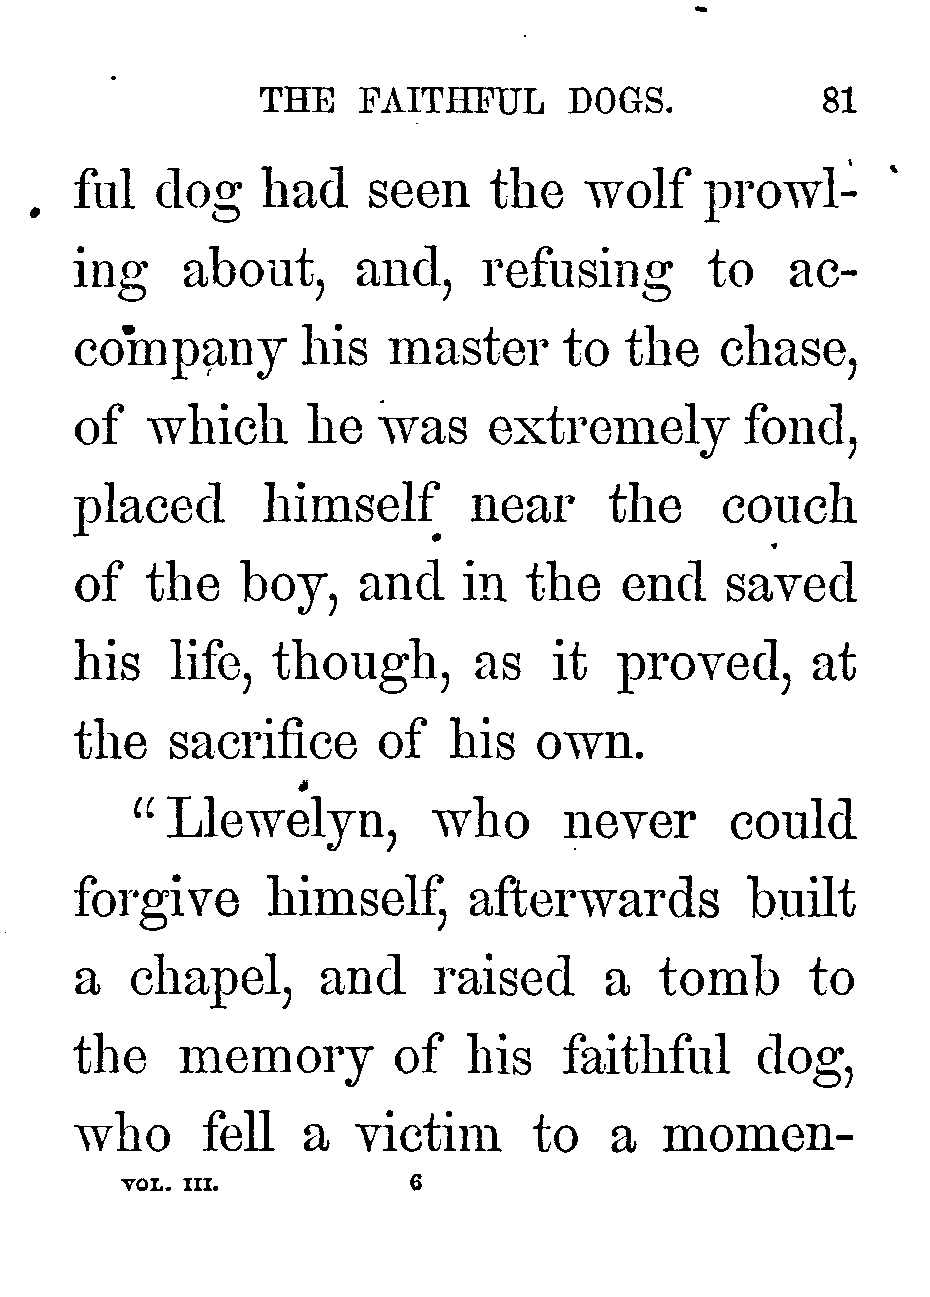 THE FAITHFUL DOGS. 81
ful dog had seen the wolf prowl-
ing about, and, refusing to ac-
company his master to the chase,
of which he was extremely fond,
placed himself near the couch
of the boy, and in the end saved
his life, though, as it proved, at
the sacrifice of his own.
“Llewelyn, who never could
forgive himself, afterwards built
a chapel, and raised a tomb to
the memory of his faithful dog,
who fell a victim to a momen-
VOL. III. 6